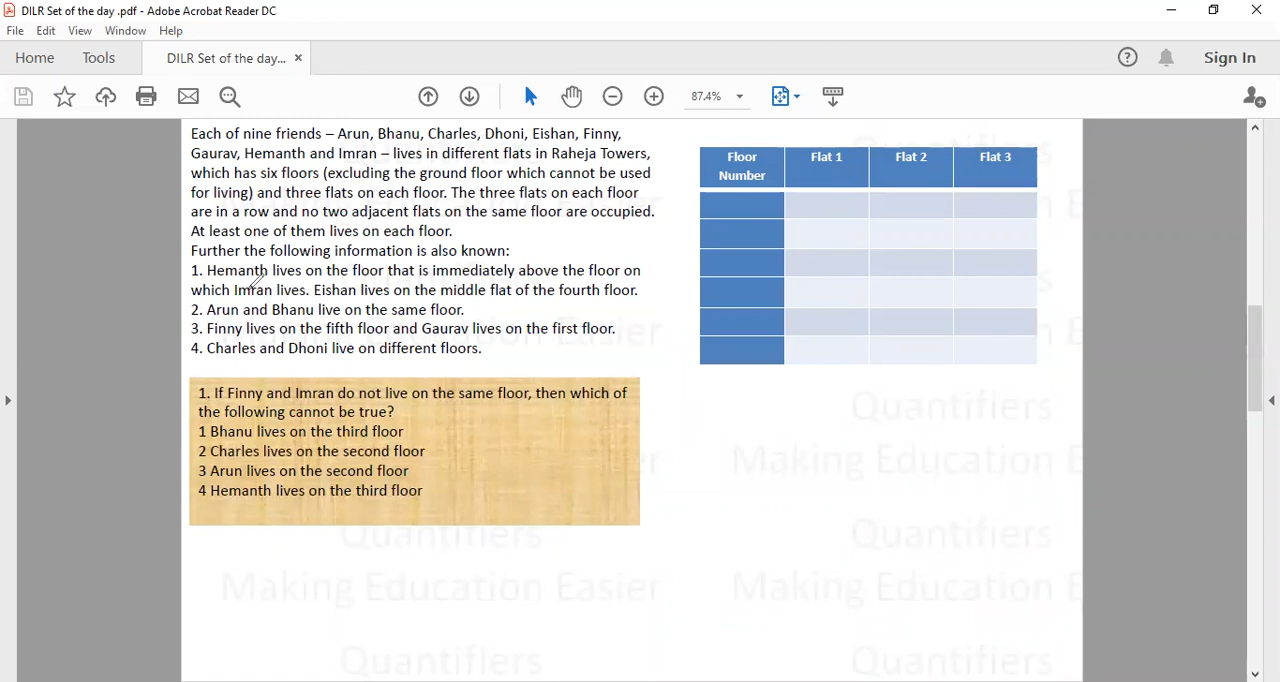 DILR Set of the day .pdf - Adobe Acrobat Reader DC
File Edit View Window Help
Home Tools DILR Set of the day... × Sign In
87.4%
Each of nine friends – Arun, Bhanu, Charles, Dhoni, Eishan, Finny,
Gaurav, Hemanth and Imran – lives in different flats in Raheja Towers,
which has six floors (excluding the ground floor which cannot be used
for living) and three flats on each floor. The three flats on each floor
are in a row and no two adjacent flats on the same floor are occupied.
At least one of them lives on each floor.
Further the following information is also known:
1. Hemanth lives on the floor that is immediately above the floor on
which Imran lives. Eishan lives on the middle flat of the fourth floor.
2. Arun and Bhanu live on the same floor.
3. Finny lives on the fifth floor and Gaurav lives on the first floor.
4. Charles and Dhoni live on different floors.
Floor Number Flat 1 Flat 2 Flat 3
1. If Finny and Imran do not live on the same floor, then which of
the following cannot be true?
1 Bhanu lives on the third floor
2 Charles lives on the second floor
3 Arun lives on the second floor
4 Hemanth lives on the third floor
Quantifiers
Making Education E
Quantifiers Quantifiers
Making Education Easier Making Education E
Quantifiers Quantifiers